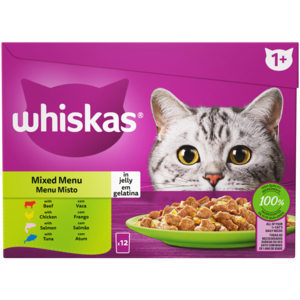 1+
whiskas®
Mixed Menu
Menu Misto
in
jelly
em
gelatina
with
Beef
com
Vaca
with
Chicken
com
Frango
with
Salmon
com
Salmão
with
Tuna
com
Atum
x12
100%